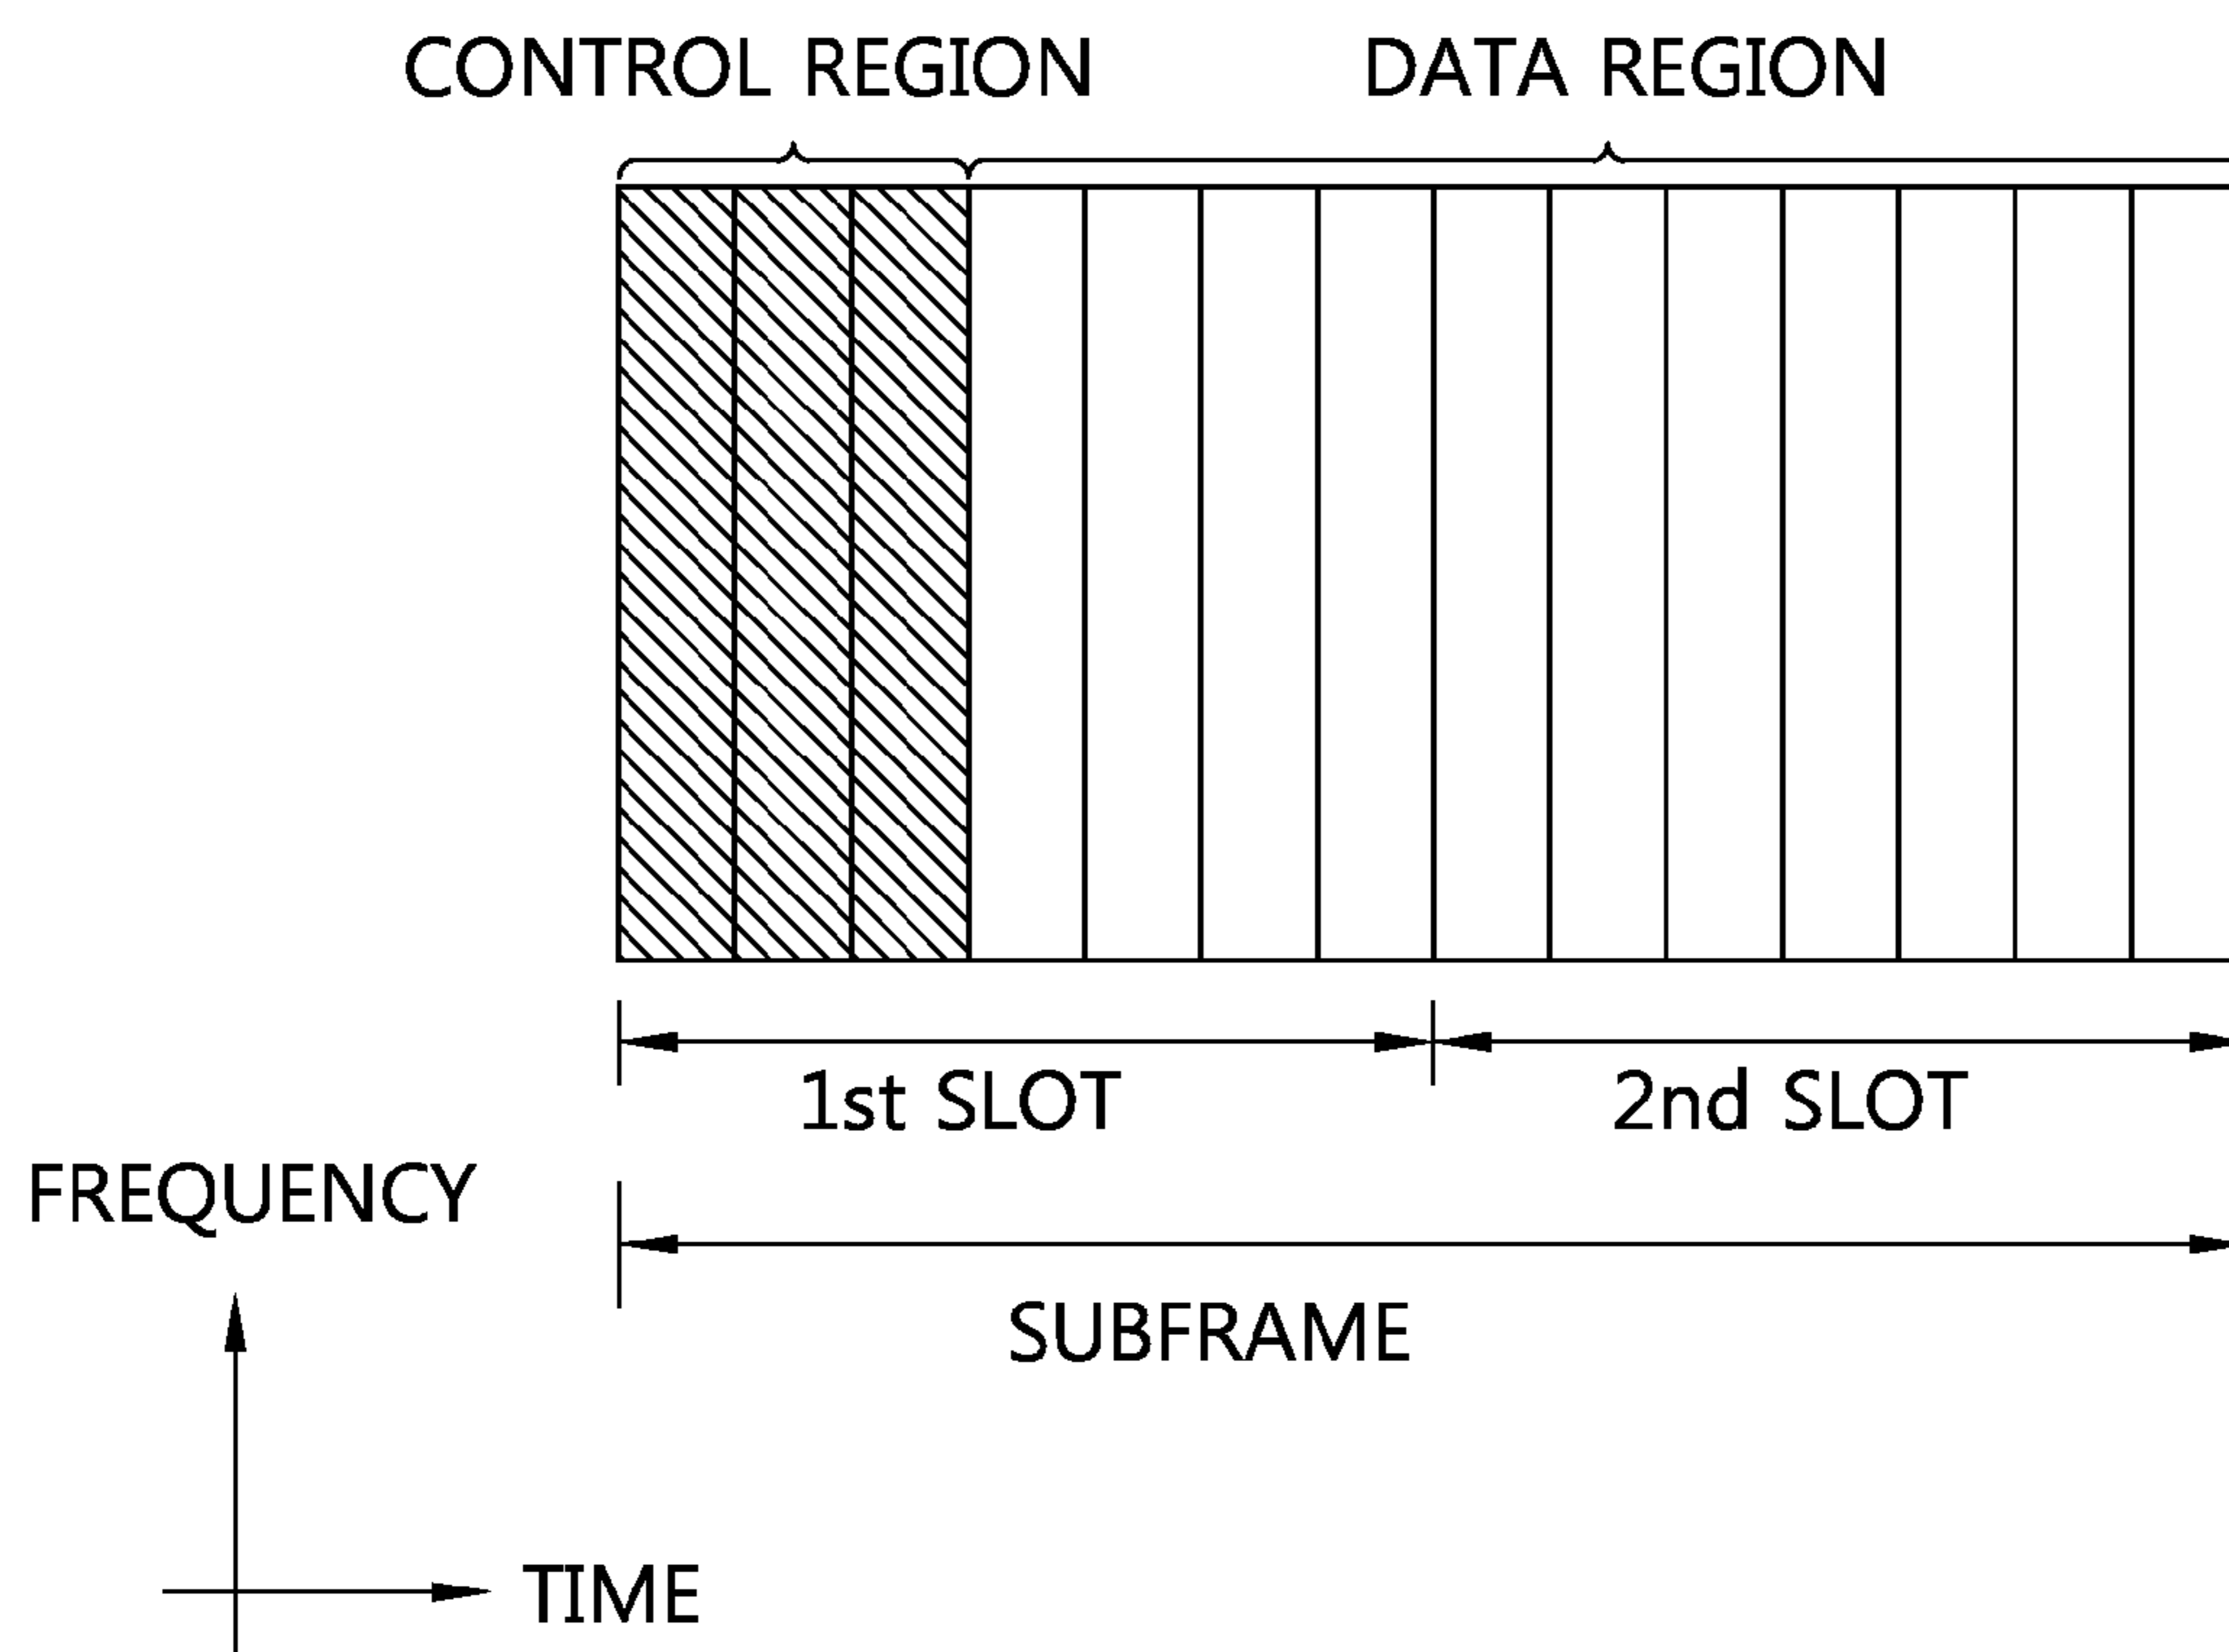 CONTROL REGION
DATA REGION
1st SLOT
2nd SLOT
FREQUENCY
SUBFRAME
TIME